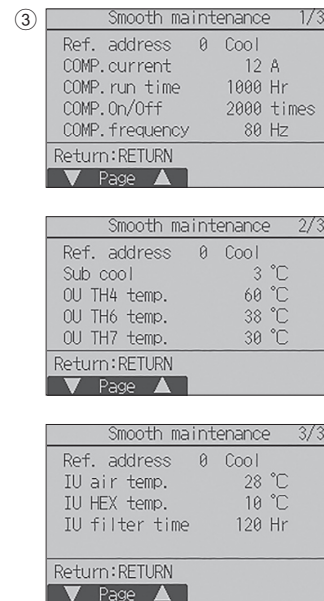 ③ Smooth maintenance 1/3
Ref. address 0 Cool
COMP.current 12 A
COMP.run time 1000 Hr
COMP.On/Off 2000 times
COMP.frequency 80 Hz
Return:RETURN
▼ Page ▲
Smooth maintenance 2/3
Ref. address 0 Cool
Sub cool 3 °C
OU TH4 temp. 60 °C
OU TH6 temp. 38 °C
OU TH7 temp. 30 °C
Return:RETURN
▼ Page ▲
Smooth maintenance 3/3
Ref. address 0 Cool
IU air temp. 28 °C
IU HEX temp. 10 °C
IU filter time 120 Hr
Return:RETURN
▼ Page ▲